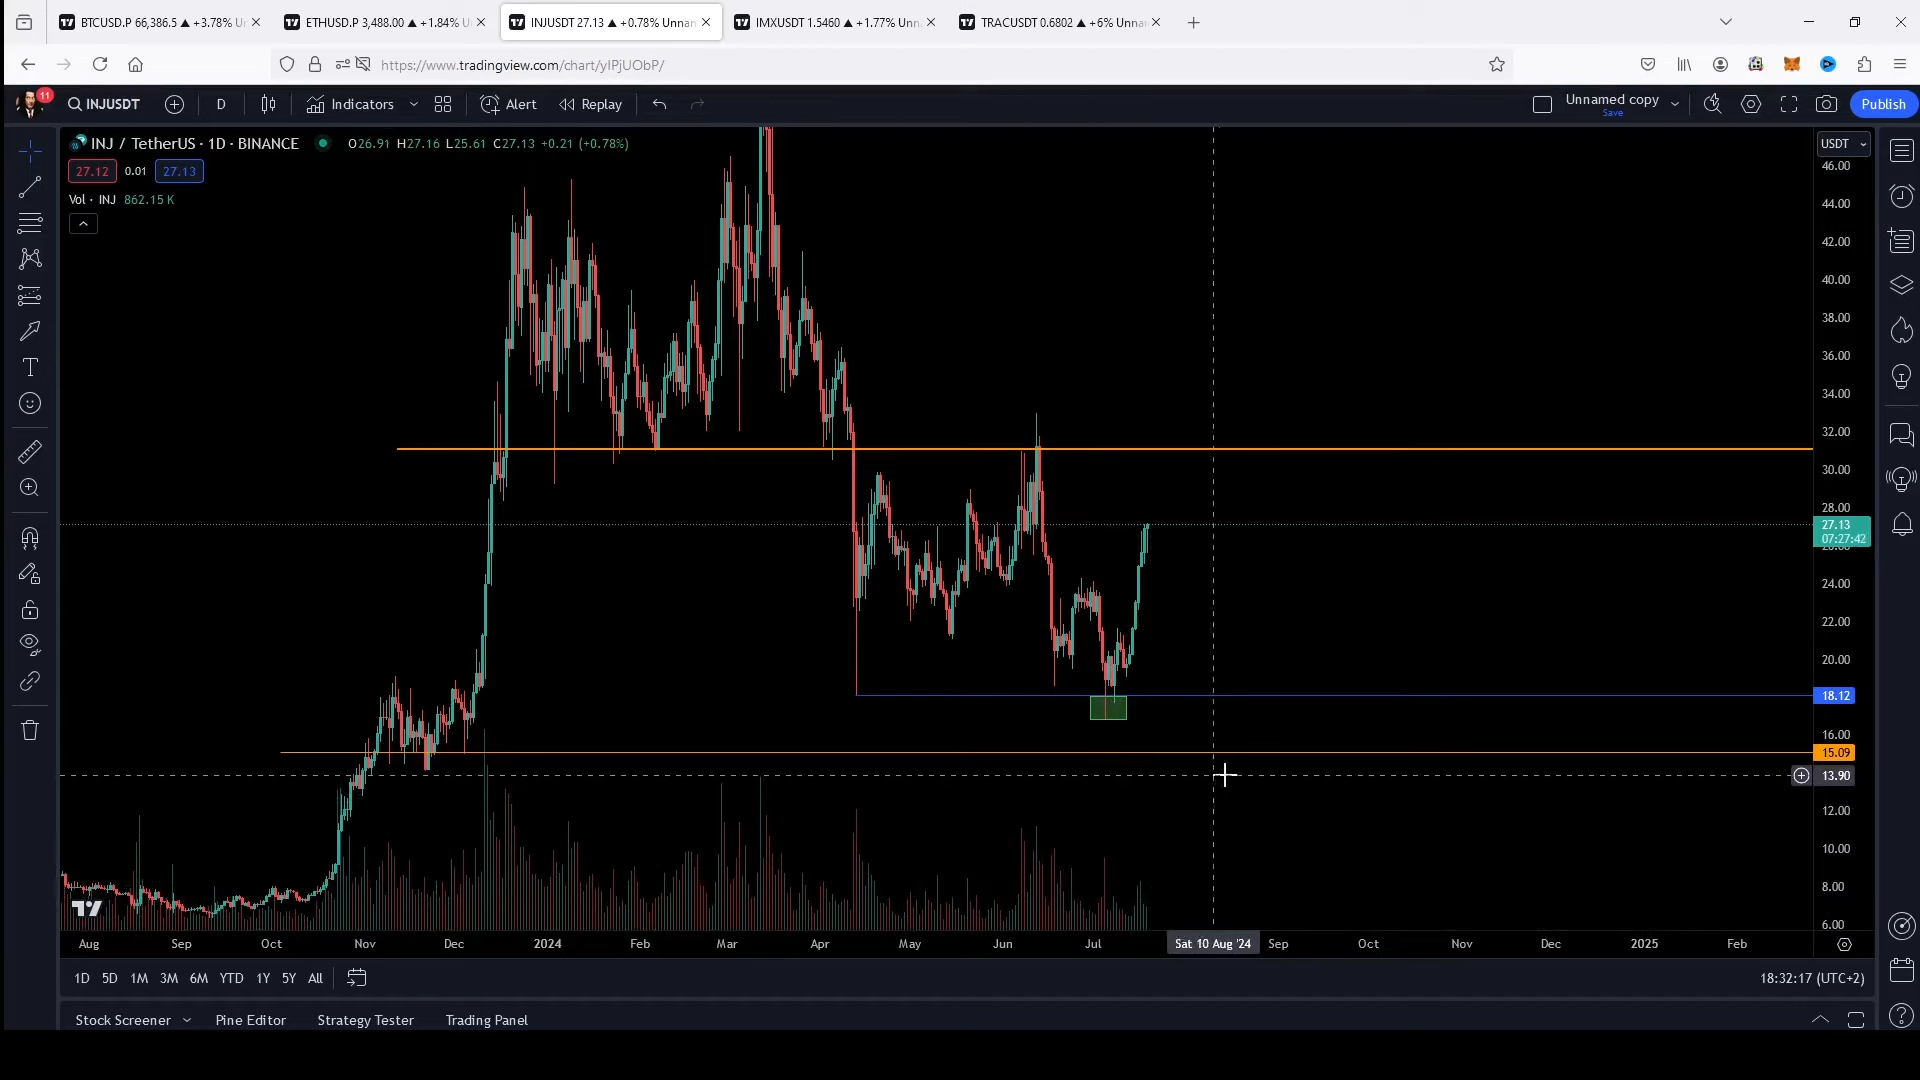 BTCUSD.P 66,386.5 ▲ +3.78% U
ETHUSD.P 3,488.00 ▲ +1.84% U
INJUSDT 27.13 ▲ +0.78% Unnan
IMXUSDT 1.5460 ▲ +1.77% Unn
TRACUSDT 0.6802 ▲ +6% Unna
https://www.tradingview.com/chart/yIPjUObP/
11
INJUSDT
D
Indicators
Alert
Replay
Unnamed copy
Save
Publish
INJ / TetherUS · 1D · BINANCE
O26.91 H27.16 L25.61 C27.13 +0.21 (+0.78%)
27.12 0.01 27.13
Vol · INJ 862.15 K
USDT
46.00
44.00
42.00
40.00
38.00
36.00
34.00
32.00
30.00
28.00
27.13
07:27:42
24.00
22.00
20.00
18.12
16.00
15.09
13.90
12.00
10.00
8.00
6.00
Aug Sep Oct Nov Dec 2024 Feb Mar Apr May Jun Jul Sat 10 Aug '24 Sep Oct Nov Dec 2025 Feb
1D 5D 1M 3M 6M YTD 1Y 5Y All
18:32:17 (UTC+2)
Stock Screener Pine Editor Strategy Tester Trading Panel